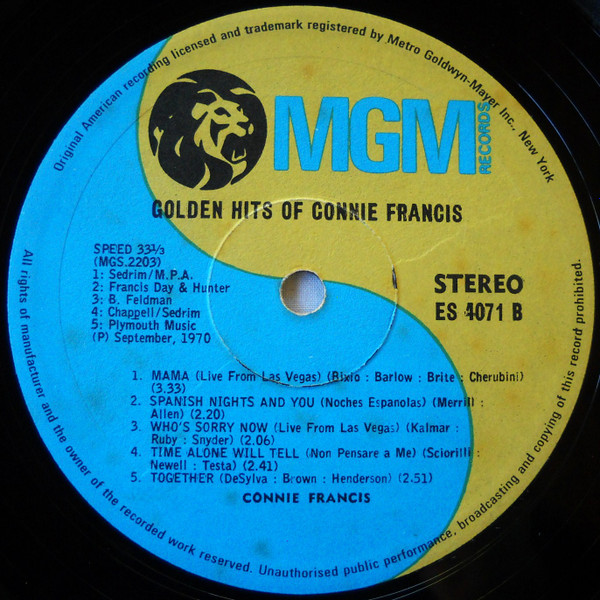 Original American recording licensed and trademark registered by Metro Goldwyn-Mayer Inc., New York
MGM
RECORDS
GOLDEN HITS OF CONNIE FRANCIS
SPEED 33⅓
(MGS.2203)
1: Sedrim/M.P.A.
2: Francis Day & Hunter
3: B. Feldman
4: Chappell/Sedrim
5: Plymouth Music
(P) September, 1970
STEREO
ES 4071 B
1. MAMA (Live From Las Vegas) (Bixio : Barlow : Brite : Cherubini)
(3.33)
2. SPANISH NIGHTS AND YOU (Noches Espanolas) (Merrill :
Allen) (2.20)
3. WHO'S SORRY NOW (Live From Las Vegas) (Kalmar :
Ruby : Snyder) (2.06)
4. TIME ALONE WILL TELL (Non Pensare a Me) (Sciorilli :
Newell : Testa) (2.41)
5. TOGETHER (DeSylva : Brown : Henderson) (2.51)
CONNIE FRANCIS
All rights of manufacturer and the owner of the recorded work reserved. Unauthorised public performance, broadcasting and copying of this record prohibited.